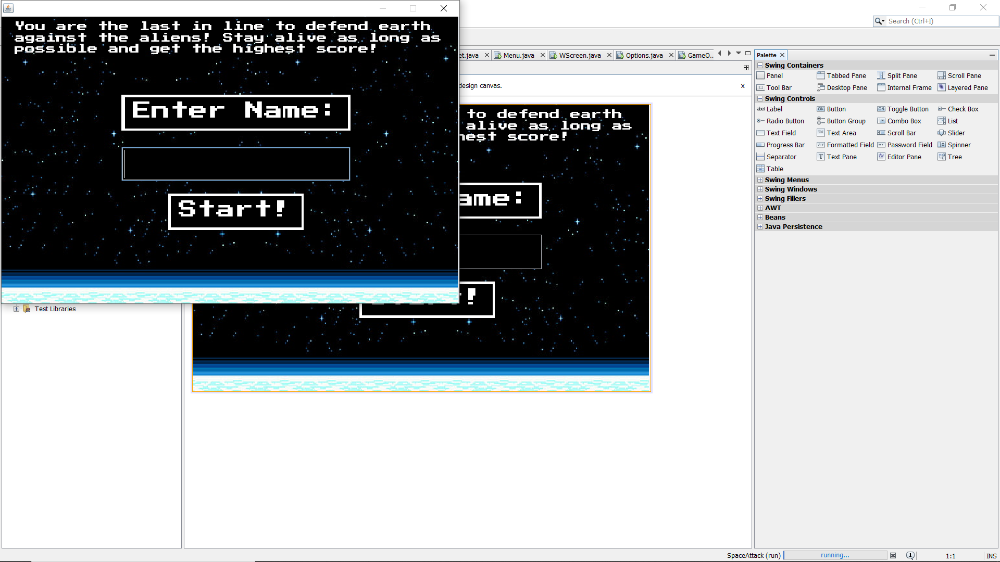 You are the last in line to defend earth
against the aliens! Stay alive as long as
possible and get the highest score!
Enter Name:
Start!
Search (Ctrl+I)
et.java
Menu.java
WScreen.java
Options.java
GameO..
design canvas.
x
to defend earth
alive as long as
hest score!
ame:
!
Test Libraries
Palette
Swing Containers
Panel Tabbed Pane Split Pane Scroll Pane
Tool Bar Desktop Pane Internal Frame Layered Pane
Swing Controls
label Label OK Button ON Toggle Button Check Box
Radio Button Button Group Combo Box List
Text Field Text Area Scroll Bar Slider
Progress Bar Formatted Field Password Field Spinner
Separator Text Pane Editor Pane Tree
Table
Swing Menus
Swing Windows
Swing Fillers
AWT
Beans
Java Persistence
SpaceAttack (run) running... 1 1:1 INS